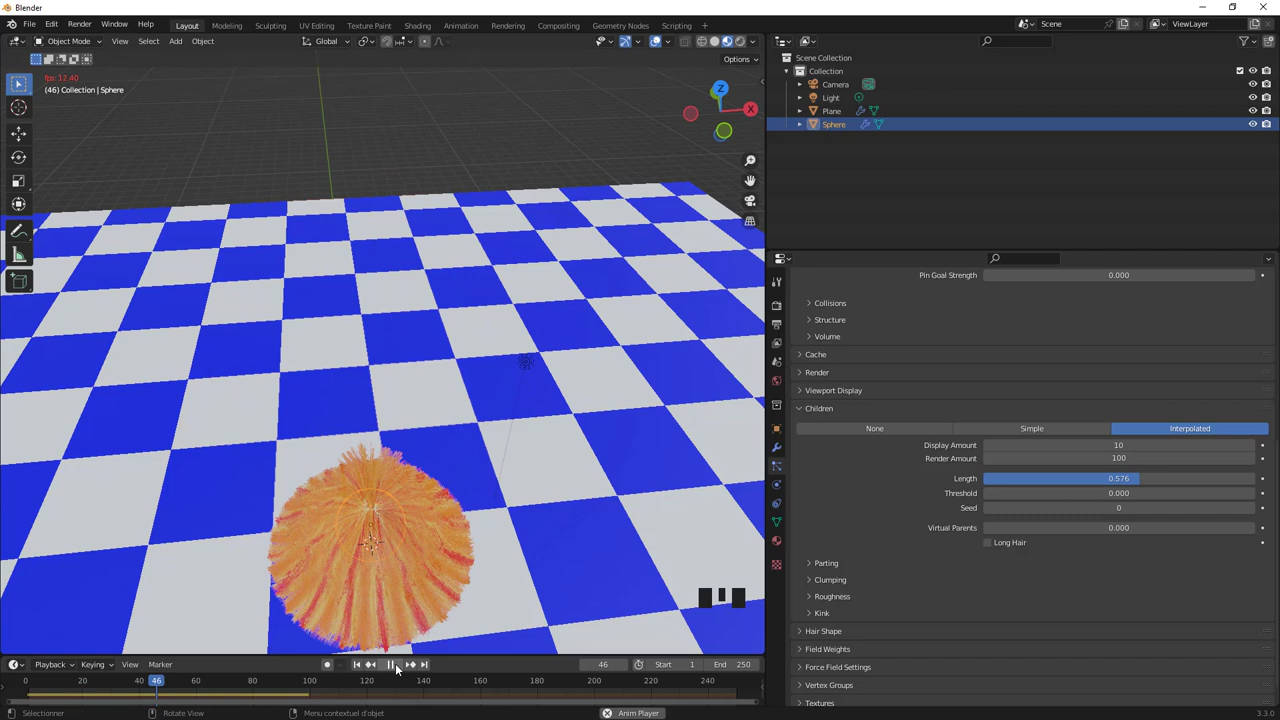 Blender
File Edit Render Window Help Layout Modeling Sculpting UV Editing Texture Paint Shading Animation Rendering Compositing Geometry Nodes Scripting + Scene ViewLayer
Object Mode View Select Add Object Global
Options
fps: 12.40
(46) Collection | Sphere
Z
X
Scene Collection
Collection
Camera
Light
Plane
Sphere
Pin Goal Strength 0.000
Collisions
Structure
Volume
Cache
Render
Viewport Display
Children
None Simple Interpolated
Display Amount 10
Render Amount 100
Length 0.576
Threshold 0.000
Seed 0
Virtual Parents 0.000
Long Hair
Parting
Clumping
Roughness
Kink
Hair Shape
Field Weights
Force Field Settings
Vertex Groups
Textures
Playback Keying View Marker 46 Start 1 End 250
0 20 40 46 60 80 100 120 140 160 180 200 220 240
Sélectionner Rotate View Menu contextuel d'objet Anim Player 3.3.0